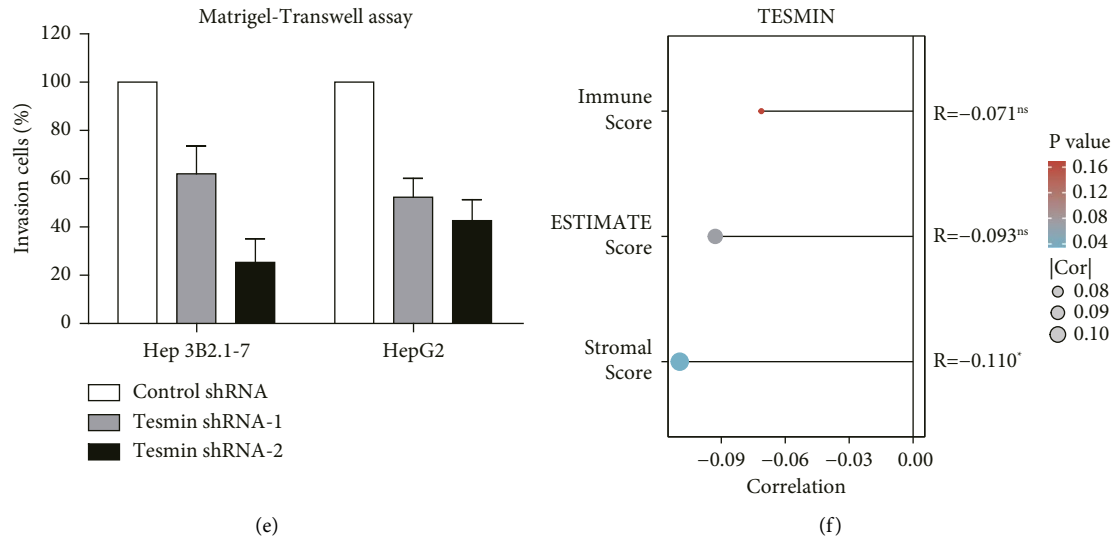 Matrigel-Transwell assay
120
100
80
60
40
20
0
Invasion cells (%)
Hep 3B2.1-7
HepG2
Control shRNA
Tesmin shRNA-1
Tesmin shRNA-2
(e)
TESMIN
Immune
Score
ESTIMATE
Score
Stromal
Score
R=−0.071ns
R=−0.093ns
R=−0.110*
−0.09
−0.06
−0.03
0.00
Correlation
P value
0.16
0.12
0.08
0.04
|Cor|
0.08
0.09
0.10
(f)